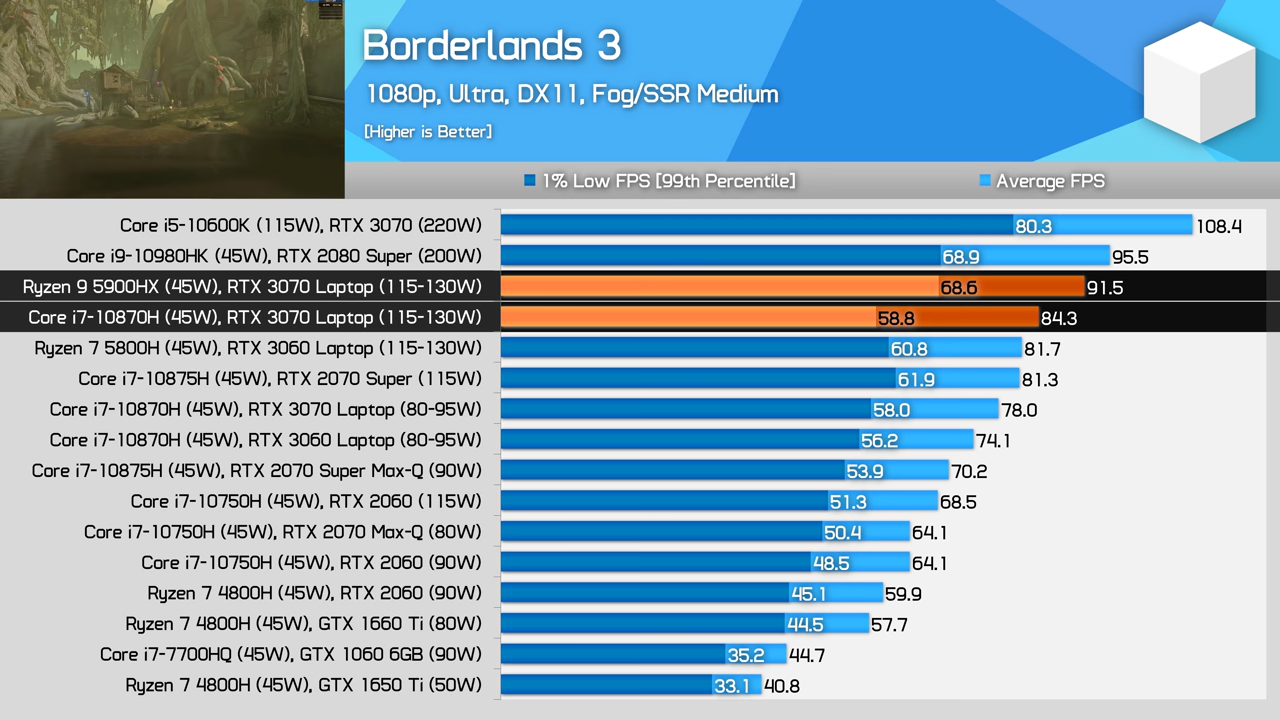 Borderlands 3
1080p, Ultra, DX11, Fog/SSR Medium
[Higher is Better]
1% Low FPS [99th Percentile] Average FPS
Core i5-10600K (115W), RTX 3070 (220W) 80.3 108.4
Core i9-10980HK (45W), RTX 2080 Super (200W) 68.9 95.5
Ryzen 9 5900HX (45W), RTX 3070 Laptop (115-130W) 68.6 91.5
Core i7-10870H (45W), RTX 3070 Laptop (115-130W) 58.8 84.3
Ryzen 7 5800H (45W), RTX 3060 Laptop (115-130W) 60.8 81.7
Core i7-10875H (45W), RTX 2070 Super (115W) 61.9 81.3
Core i7-10870H (45W), RTX 3070 Laptop (80-95W) 58.0 78.0
Core i7-10870H (45W), RTX 3060 Laptop (80-95W) 56.2 74.1
Core i7-10875H (45W), RTX 2070 Super Max-Q (90W) 53.9 70.2
Core i7-10750H (45W), RTX 2060 (115W) 51.3 68.5
Core i7-10750H (45W), RTX 2070 Max-Q (80W) 50.4 64.1
Core i7-10750H (45W), RTX 2060 (90W) 48.5 64.1
Ryzen 7 4800H (45W), RTX 2060 (90W) 45.1 59.9
Ryzen 7 4800H (45W), GTX 1660 Ti (80W) 44.5 57.7
Core i7-7700HQ (45W), GTX 1060 6GB (90W) 35.2 44.7
Ryzen 7 4800H (45W), GTX 1650 Ti (50W) 33.1 40.8